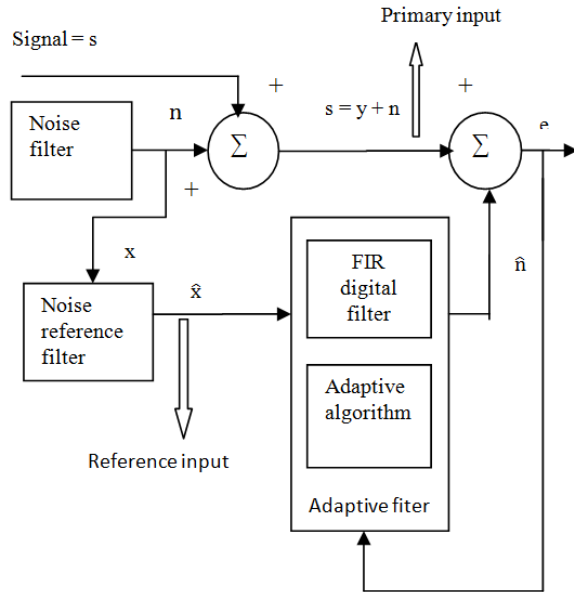 Primary input
Signal = s
+
+
Noise
filter
n
Σ
s = y + n
Σ
e
+
x
n̂
Noise
reference
filter
x̂
FIR
digital
filter
Adaptive
algorithm
Reference input
Adaptive fiter